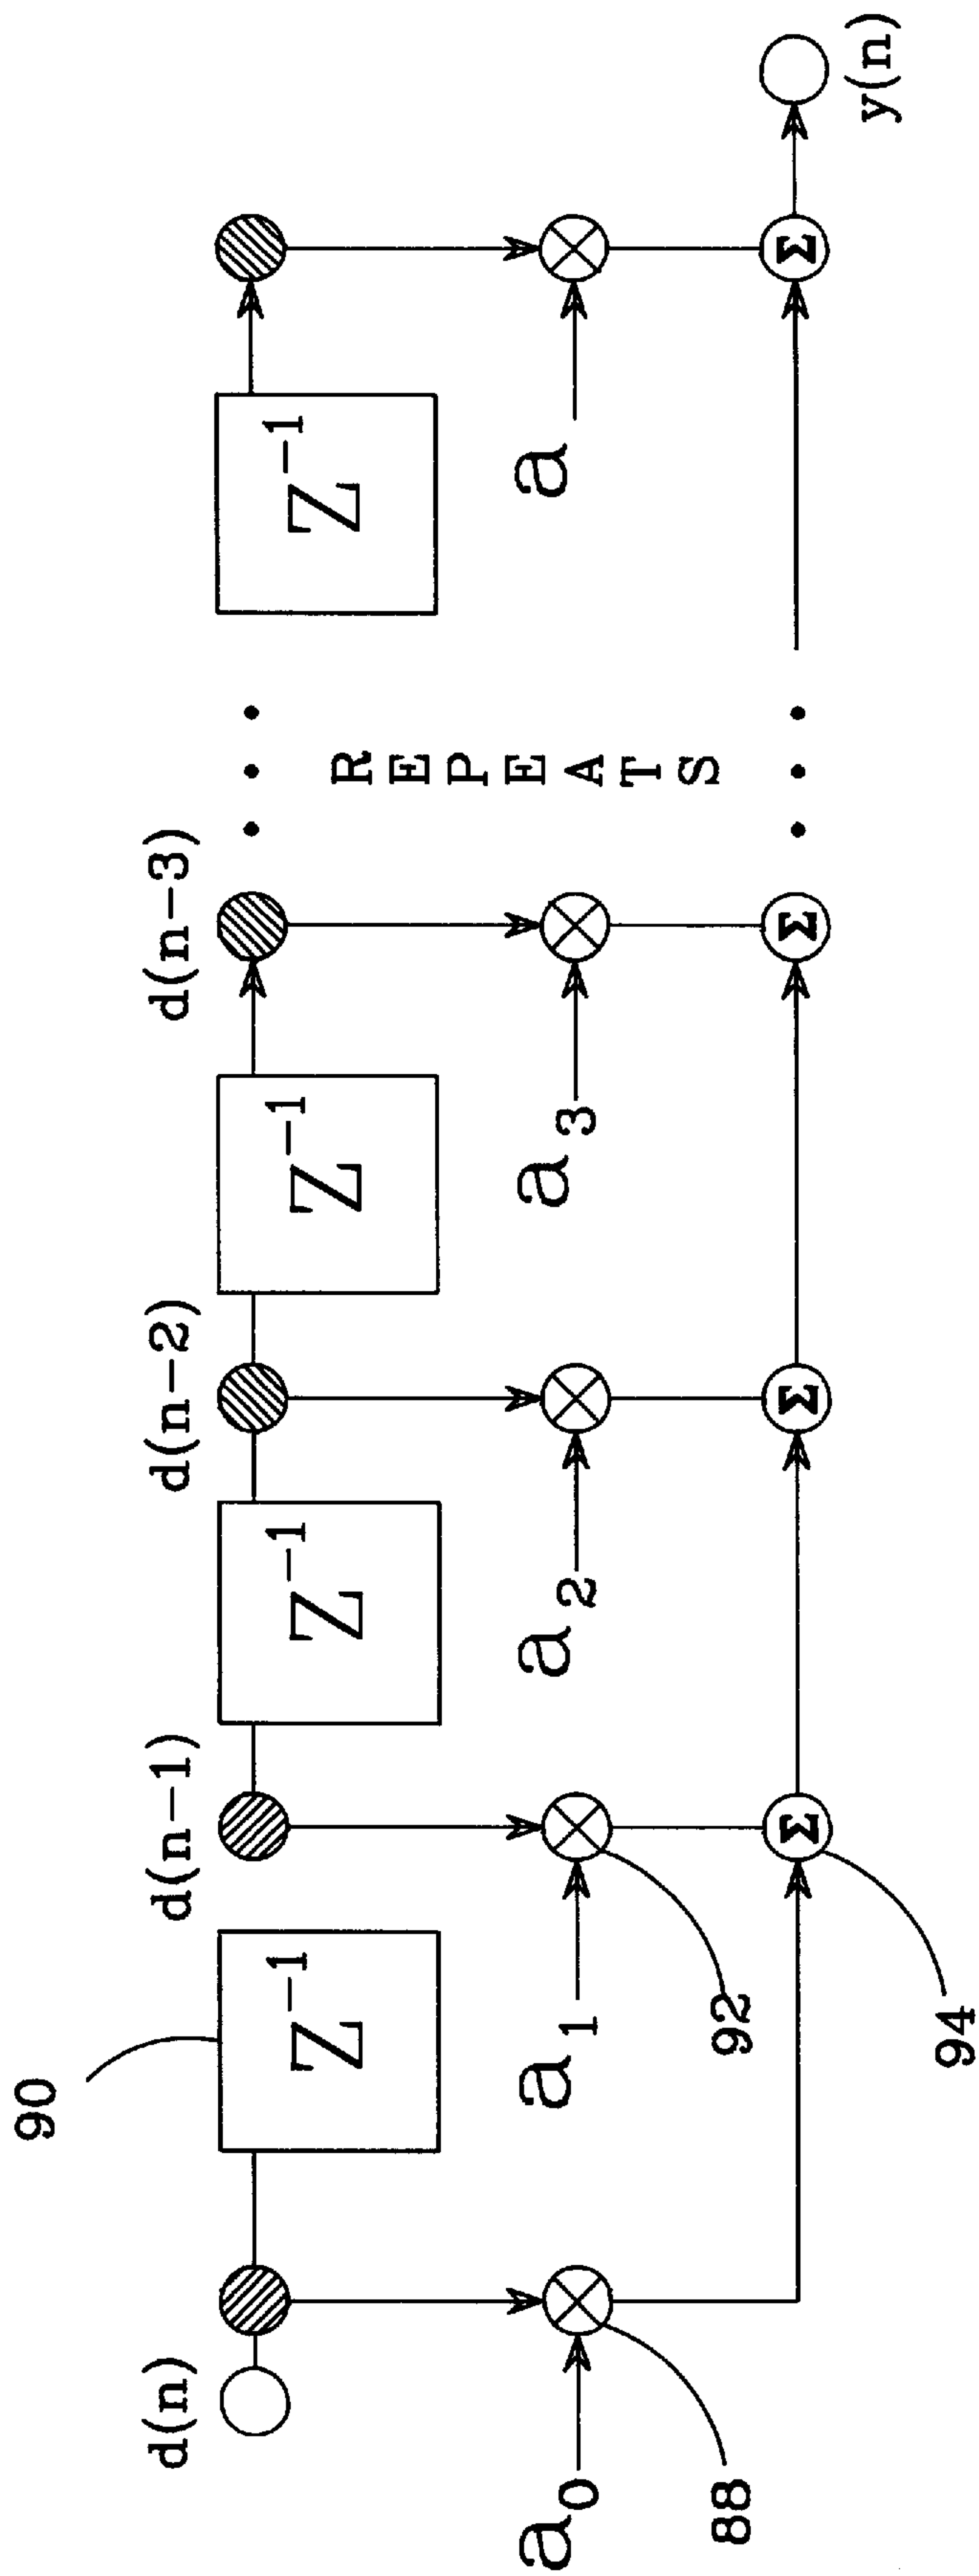 90
d(n)
d(n-1)
d(n-2)
d(n-3)
Z⁻¹
Z⁻¹
Z⁻¹
Z⁻¹
REPEATS
a₀
a₁
a₂
a₃
a
88
92
94
Σ
Σ
Σ
Σ
y(n)